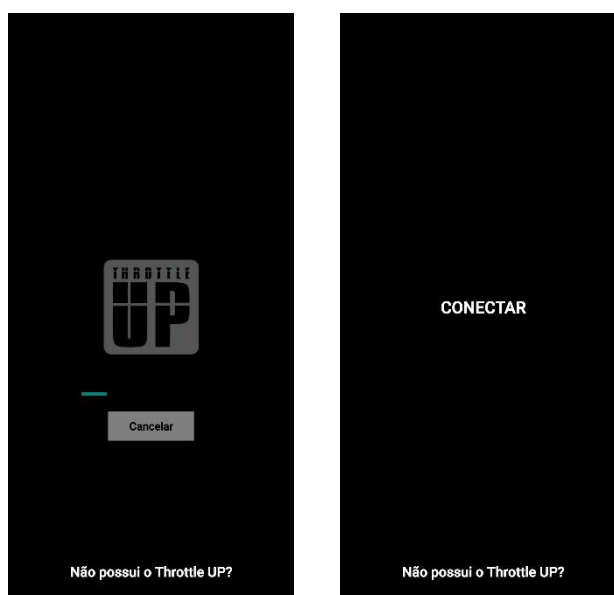 THROTTLE
UP
Cancelar
Não possui o Throttle UP?
CONECTAR
Não possui o Throttle UP?